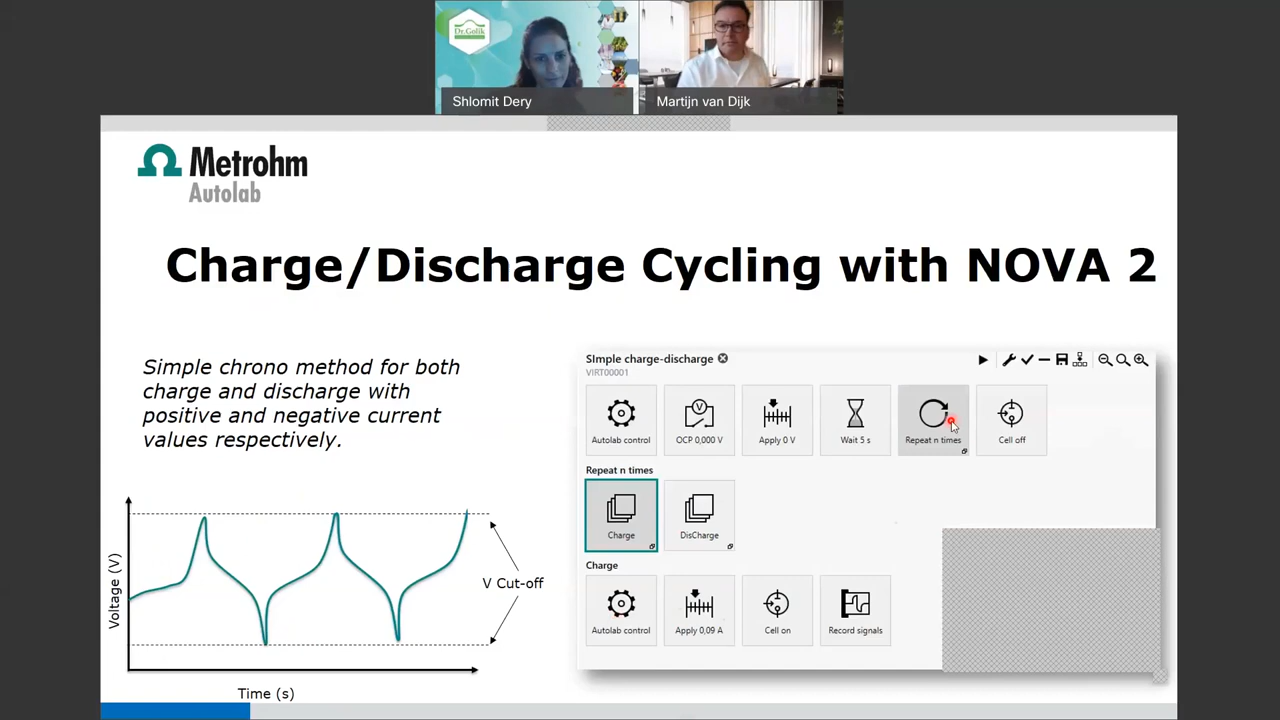 Dr.Golik
Shlomit Dery
Martijn van Dijk
Metrohm
Autolab
Charge/Discharge Cycling with NOVA 2
Simple chrono method for both
charge and discharge with
positive and negative current
values respectively.
SImple charge-discharge
VIRT00001
Autolab control
OCP 0,000 V
Apply 0 V
Wait 5 s
Repeat n times
Cell off
Repeat n times
Charge
DisCharge
Charge
Autolab control
Apply 0,09 A
Cell on
Record signals
Voltage (V)
V Cut-off
Time (s)